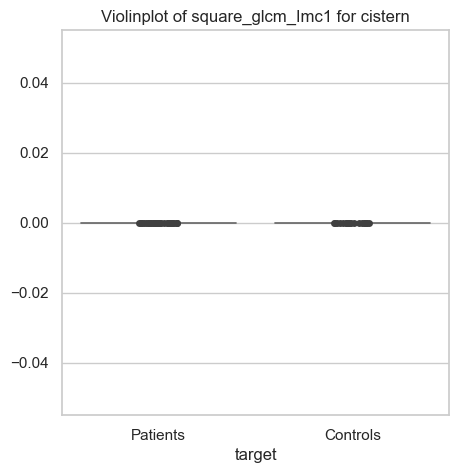 Violinplot of square_glcm_Imc1 for cistern
0.04
0.02
0.00
−0.02
−0.04
Patients
Controls
target